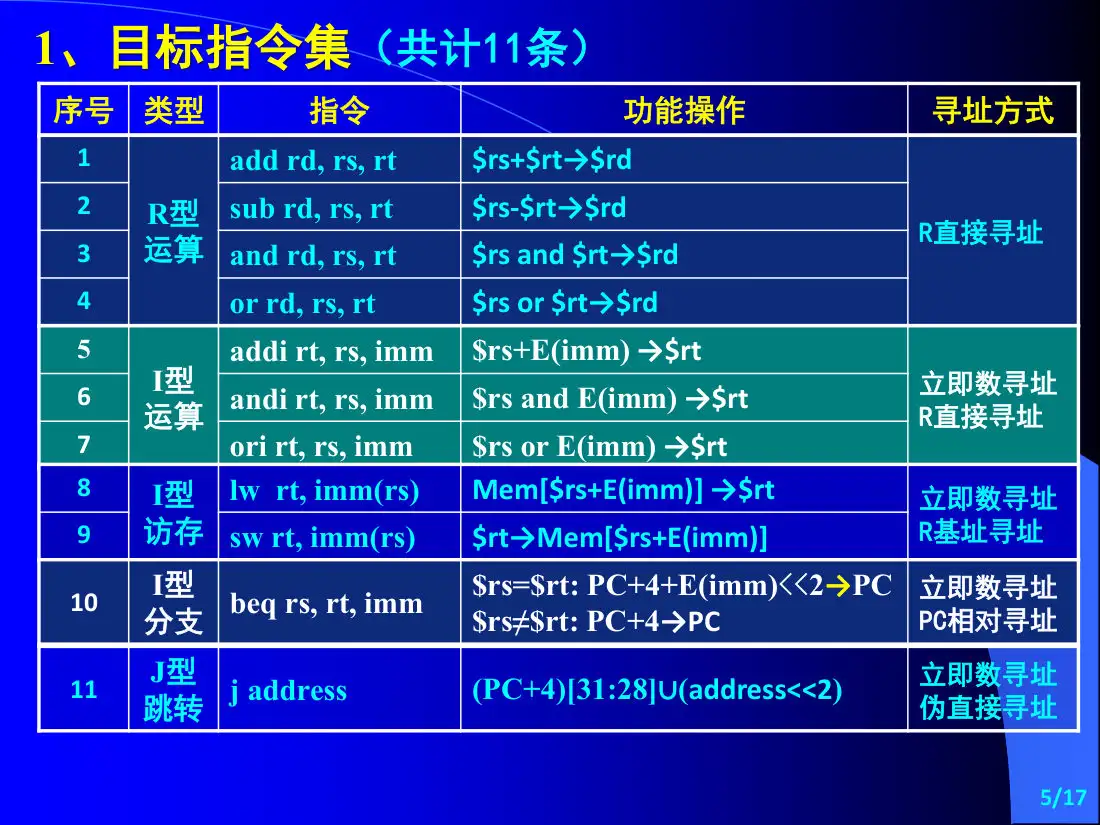 1、目标指令集（共计11条）
序号 类型 指令 功能操作 寻址方式
1 R型运算 add rd, rs, rt $rs+$rt→$rd R直接寻址
2 sub rd, rs, rt $rs-$rt→$rd
3 and rd, rs, rt $rs and $rt→$rd
4 or rd, rs, rt $rs or $rt→$rd
5 I型运算 addi rt, rs, imm $rs+E(imm) →$rt 立即数寻址
R直接寻址
6 andi rt, rs, imm $rs and E(imm) →$rt
7 ori rt, rs, imm $rs or E(imm) →$rt
8 I型访存 lw rt, imm(rs) Mem[$rs+E(imm)] →$rt 立即数寻址
R基址寻址
9 sw rt, imm(rs) $rt→Mem[$rs+E(imm)]
10 I型分支 beq rs, rt, imm $rs=$rt: PC+4+E(imm)<<2→PC 立即数寻址
$rs≠$rt: PC+4→PC PC相对寻址
11 J型跳转 j address (PC+4)[31:28]∪(address<<2) 立即数寻址
伪直接寻址
5/17